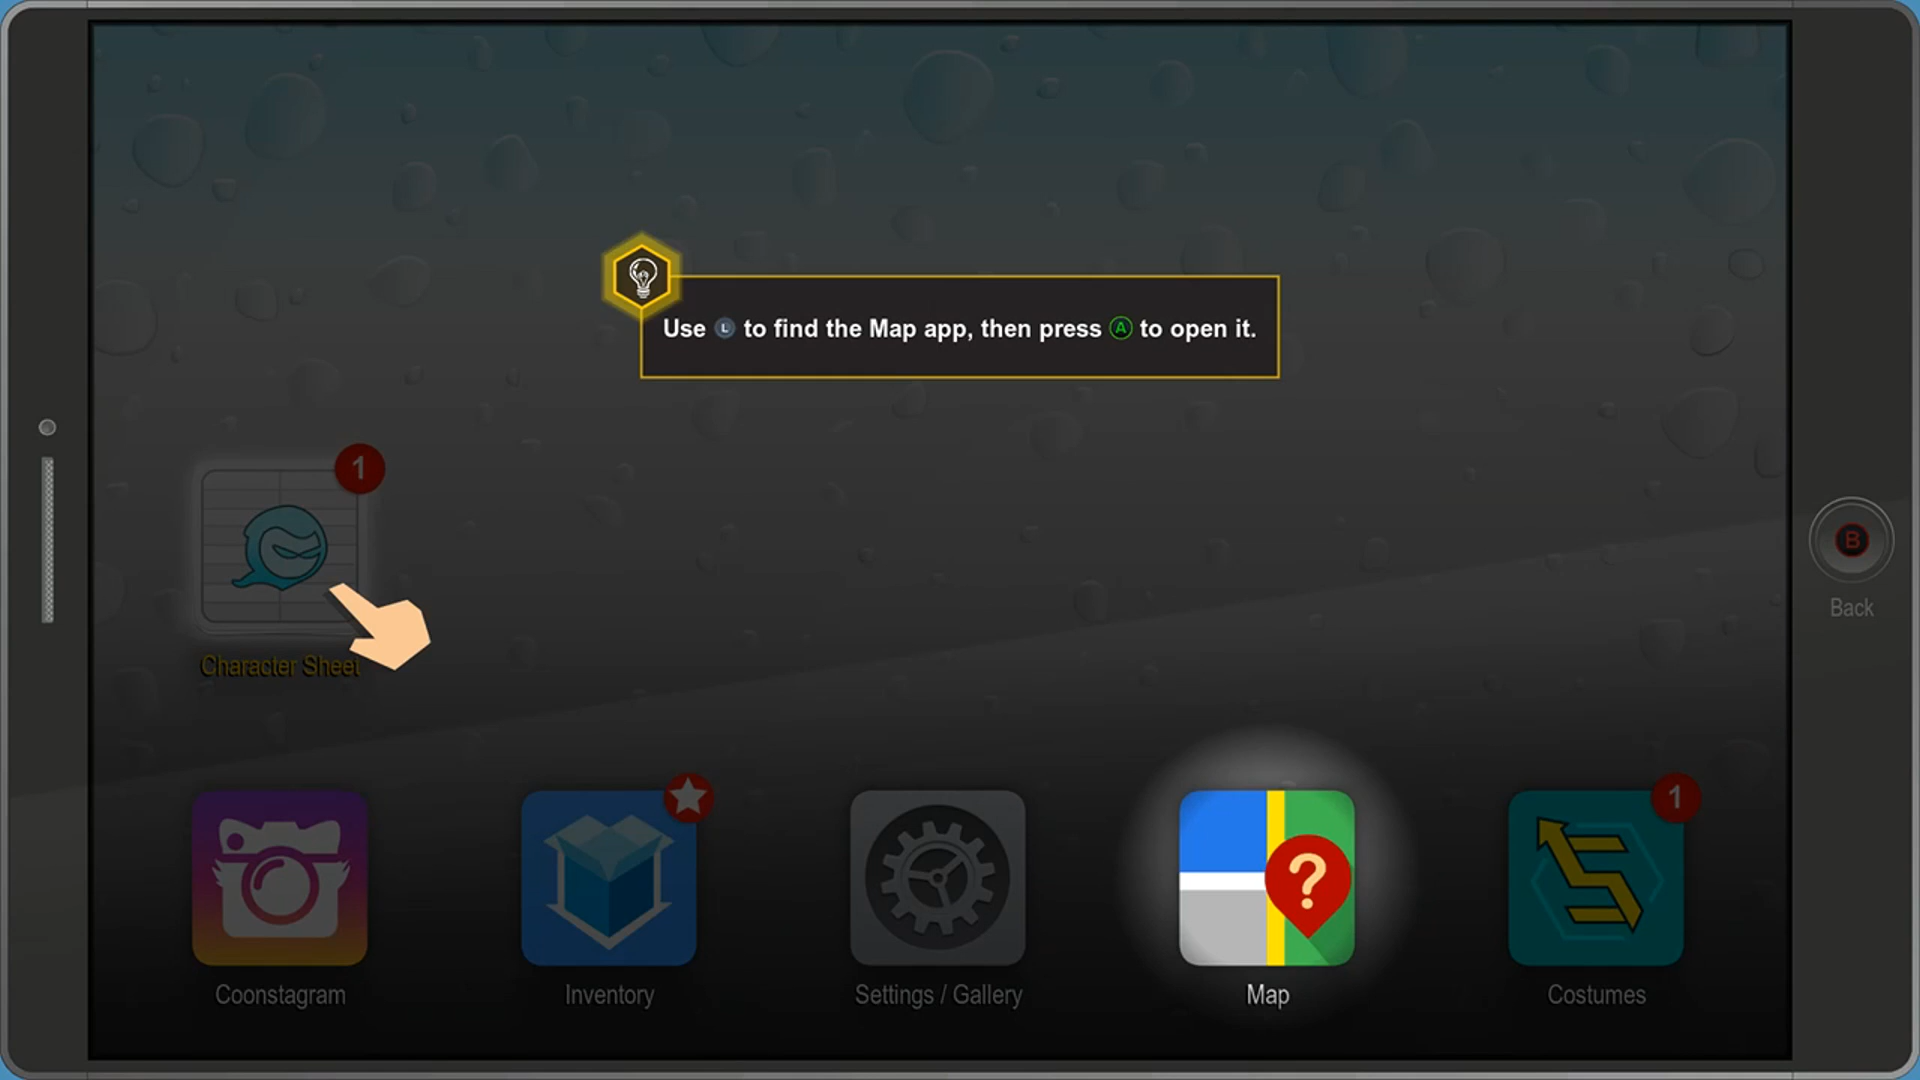 Use L to find the Map app, then press A to open it.
1
Character Sheet
B
Back
1
?
Coonstagram
Inventory
Settings / Gallery
Map
Costumes